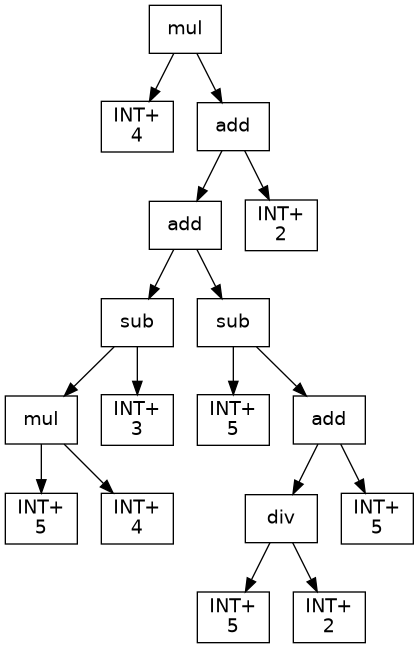 mul
INT+
4
add
add
INT+
2
sub
sub
mul
INT+
3
INT+
5
add
INT+
5
INT+
4
div
INT+
5
INT+
5
INT+
2